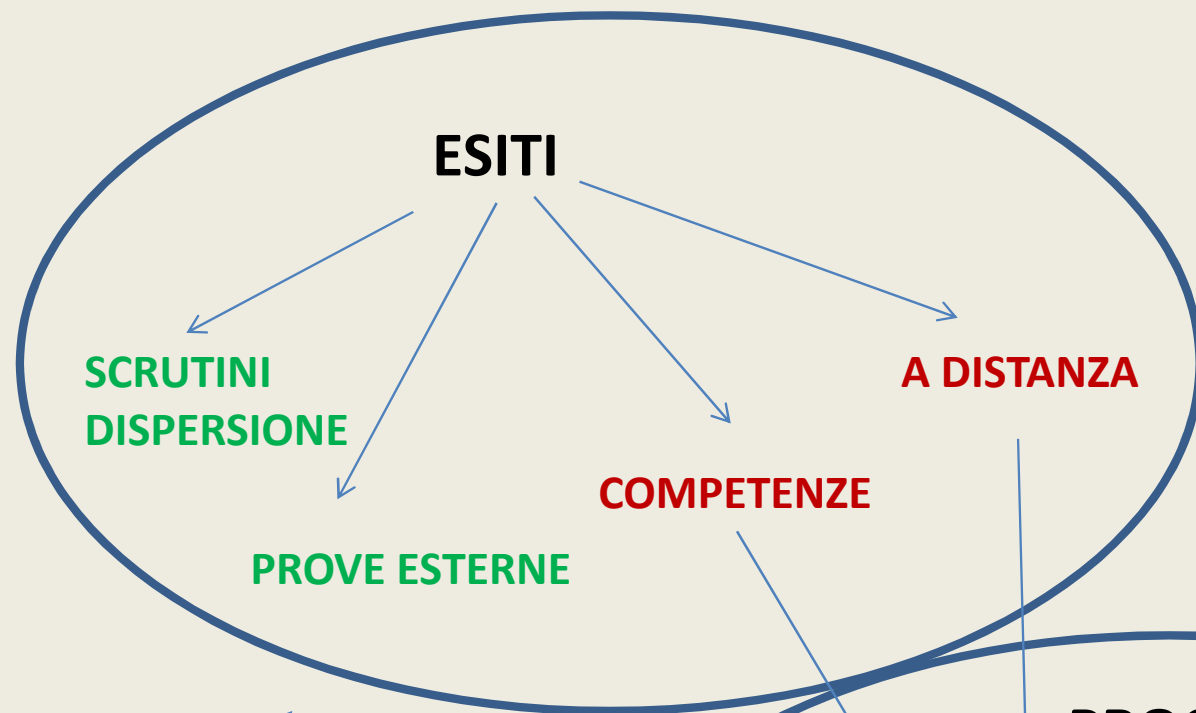 ESITI
SCRUTINI
DISPERSIONE
A DISTANZA
COMPETENZE
PROVE ESTERNE